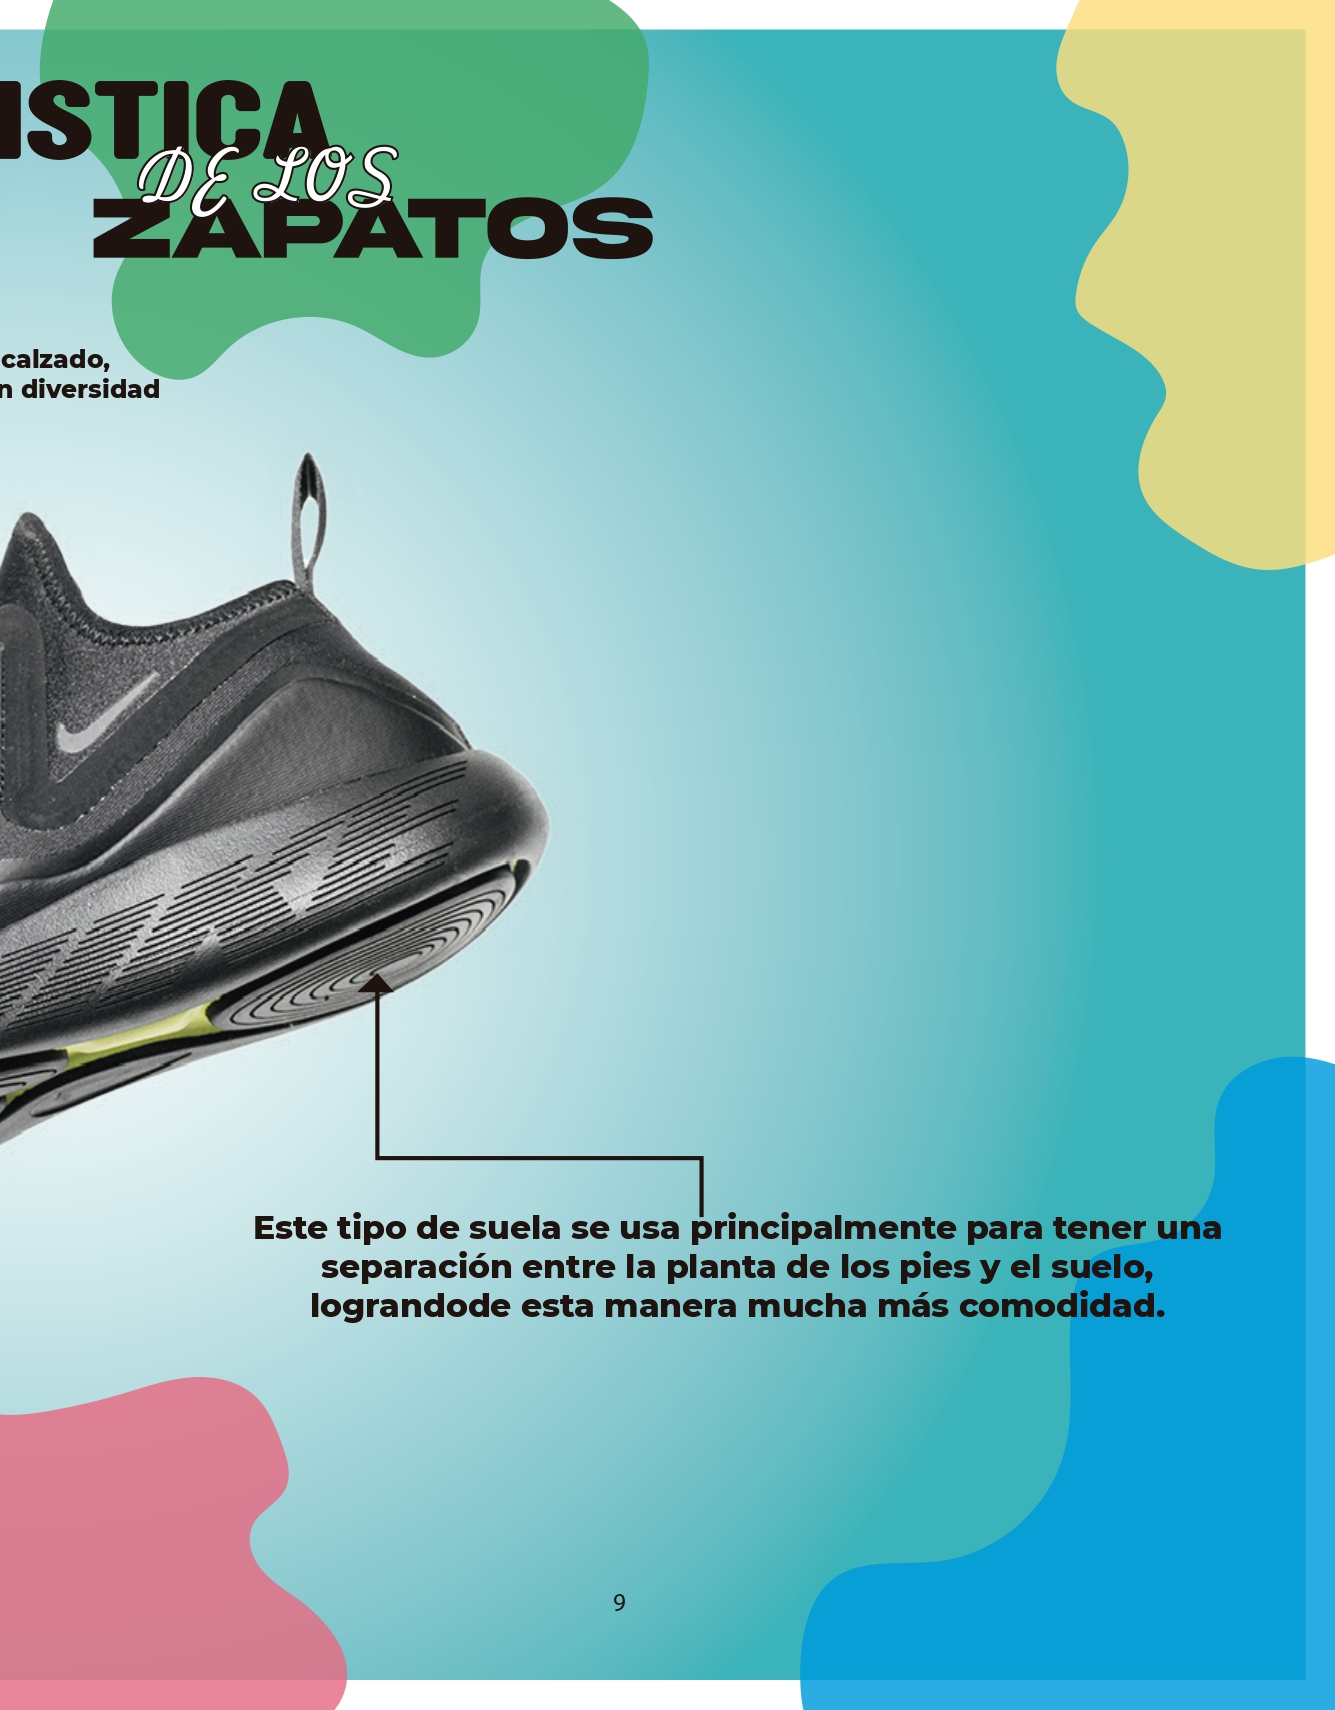 ISTICA
DE LOS
ZAPATOS
calzado,
n diversidad
Este tipo de suela se usa principalmente para tener una
separación entre la planta de los pies y el suelo,
lograndode esta manera mucha más comodidad.
9